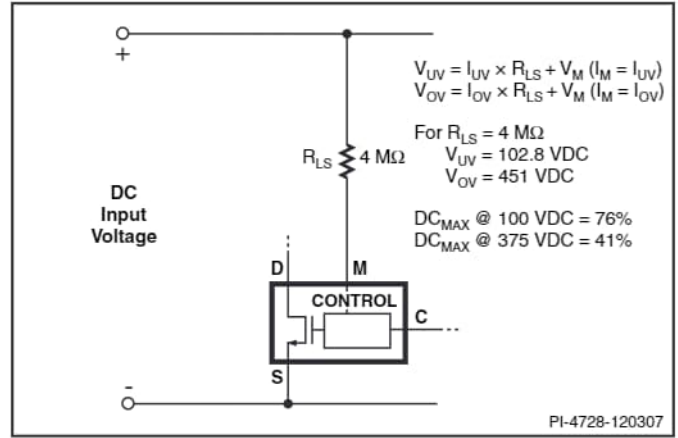 +
V_UV = I_UV × R_LS + V_M (I_M = I_UV)
V_OV = I_OV × R_LS + V_M (I_M = I_OV)
For R_LS = 4 MΩ
V_UV = 102.8 VDC
V_OV = 451 VDC
DC_MAX @ 100 VDC = 76%
DC_MAX @ 375 VDC = 41%
R_LS 4 MΩ
DC
Input
Voltage
D M
CONTROL
C
S
-
PI-4728-120307